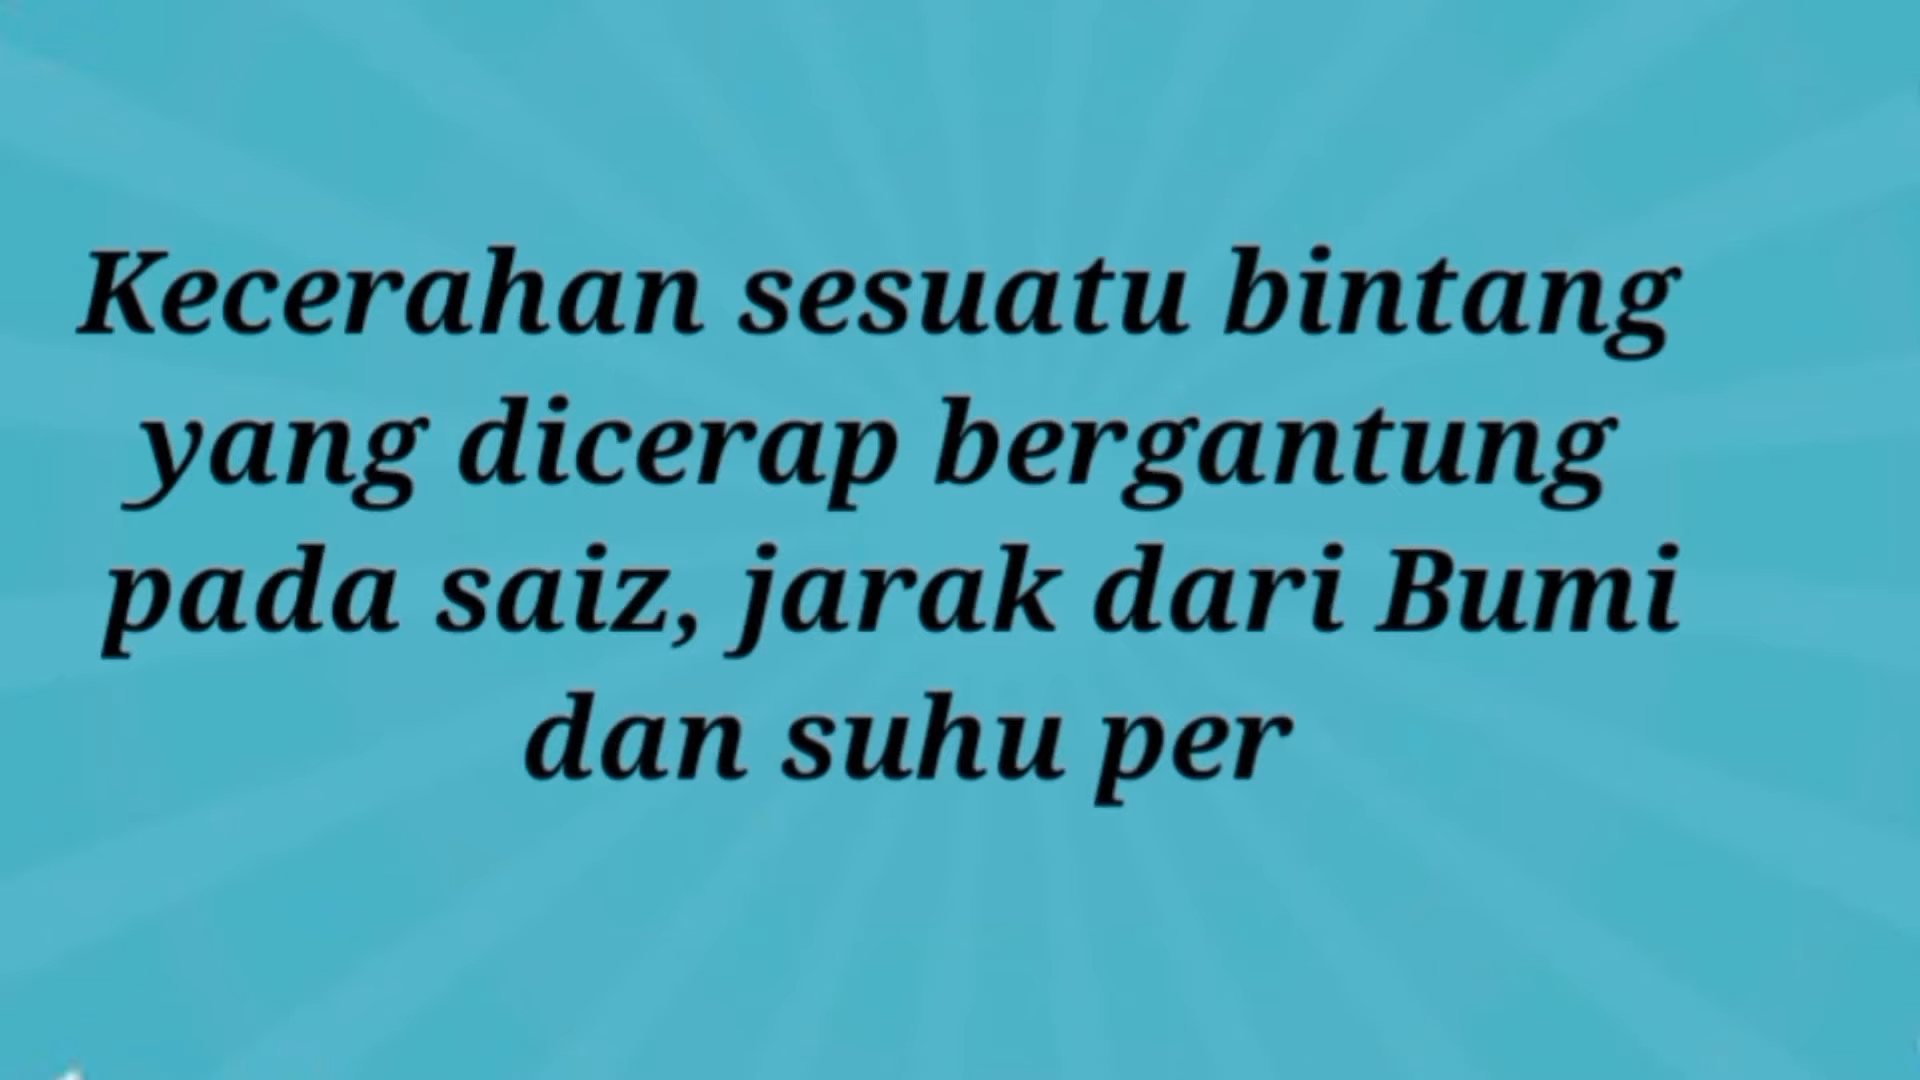 Kecerahan sesuatu bintang
yang dicerap bergantung
pada saiz, jarak dari Bumi
dan suhu per